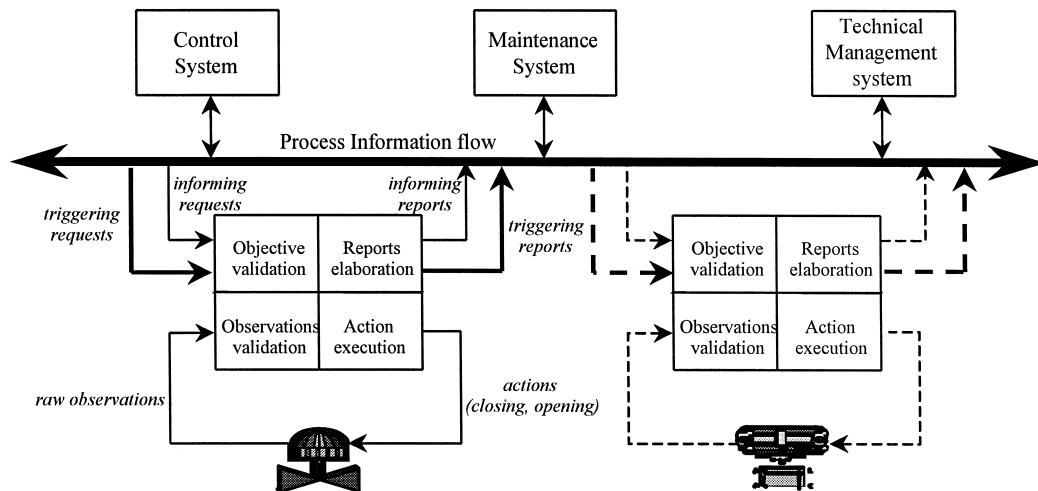 Control
System
Maintenance
System
Technical
Management
system
Process Information flow
informing
requests
triggering
requests
informing
reports
triggering
reports
Objective
validation
Reports
elaboration
Observations
validation
Action
execution
raw observations
actions
(closing, opening)
Objective
validation
Reports
elaboration
Observations
validation
Action
execution